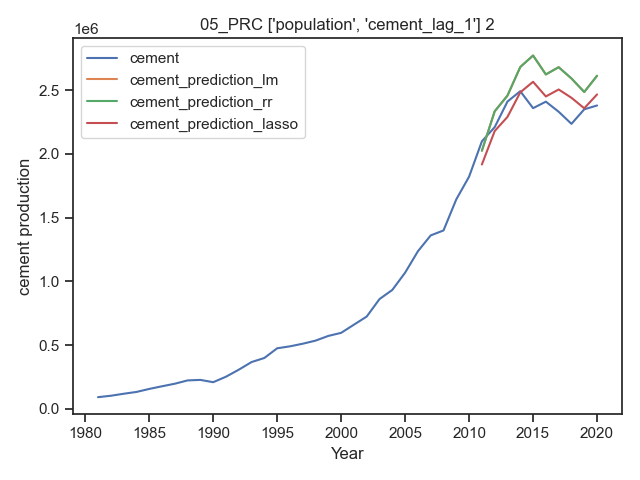 05_PRC ['population', 'cement_lag_1'] 2
1e6
cement
cement_prediction_lm
cement_prediction_rr
cement_prediction_lasso
2.5
2.0
1.5
1.0
0.5
0.0
cement production
1980 1985 1990 1995 2000 2005 2010 2015 2020
Year